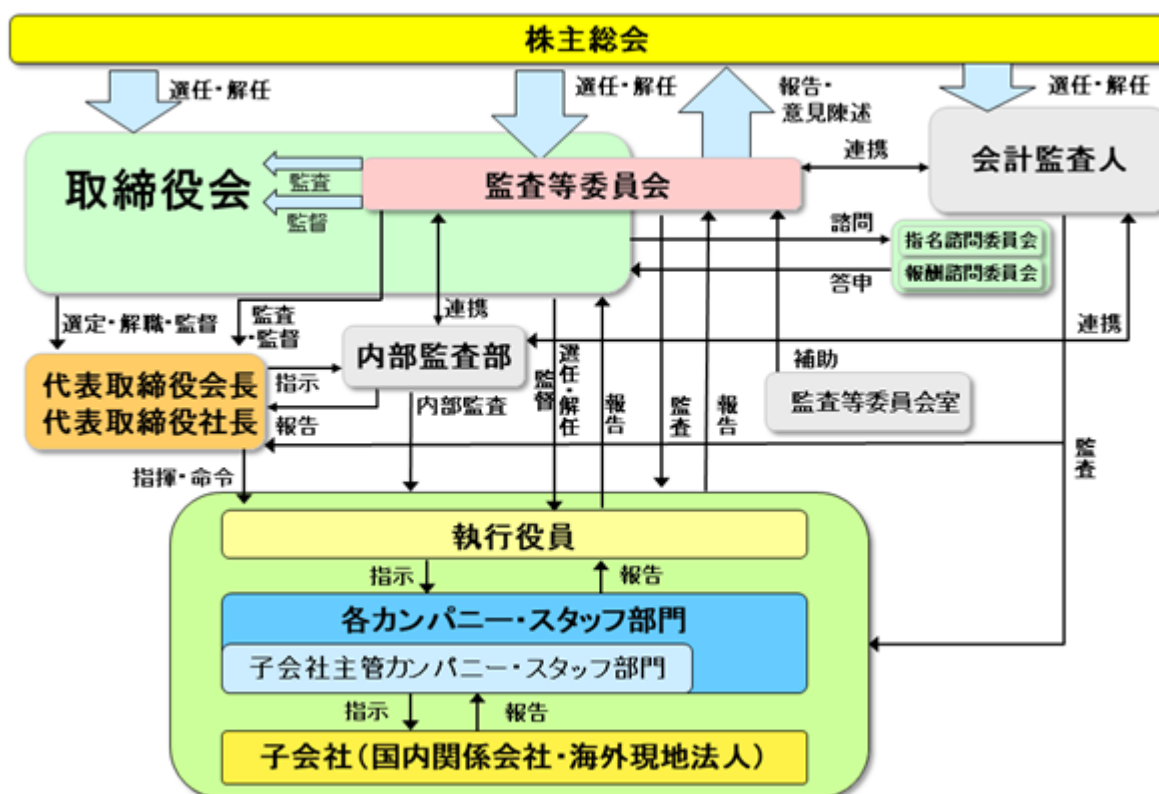 株主総会
選任・解任
選任・解任
報告・
意見陳述
選任・解任
取締役会
監査
監督
監査等委員会
連携
会計監査人
諮問
指名諮問委員会
答申
報酬諮問委員会
選定・解職・監督
監査
・監督
連携
連携
代表取締役会長
代表取締役社長
指示
報告
内部監査部
内部監査
監督
選任・解任
報告
監査
報告
補助
監査等委員会室
監査
指揮・命令
執行役員
指示
報告
各カンパニー・スタッフ部門
子会社主管カンパニー・スタッフ部門
指示
報告
子会社(国内関係会社・海外現地法人)